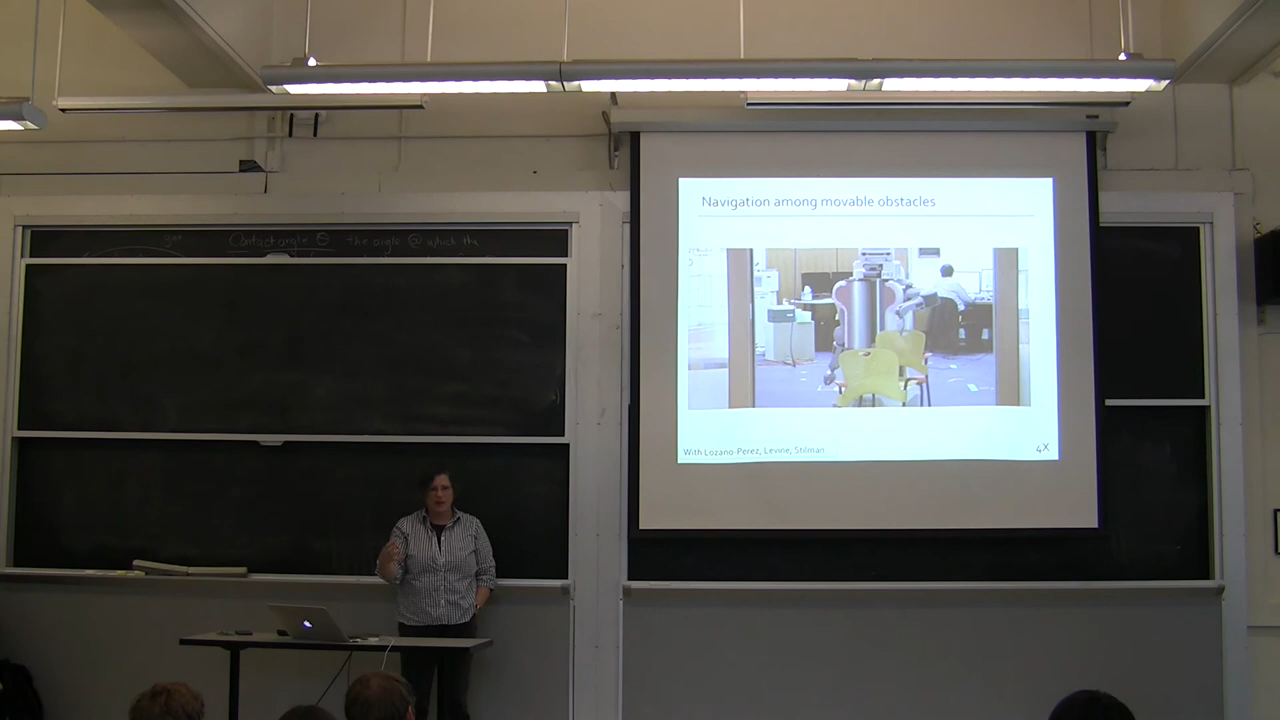 Contact angle θ the angle @ which the
Navigation among movable obstacles
With Lozano-Perez, Levine, Stilman
4X